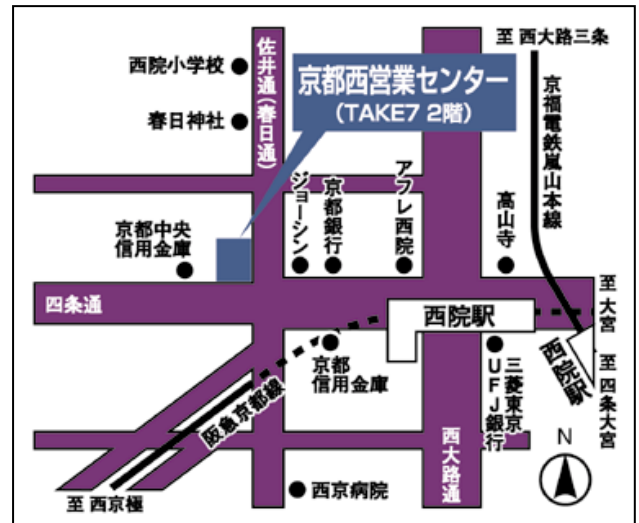 至 西大路三条
西院小学校
春日神社
佐井通(春日通)
京都西営業センター
(TAKE7 2階)
京福電鉄嵐山本線
京都中央
信用金庫
ジョーシン
京都銀行
アフレ西院
高山寺
四条通
西院駅
至 大宮
西院駅
至 四条大宮
京都
信用金庫
三菱東京
UFJ銀行
阪急京都線
西大路通
N
至 西京極
西京病院